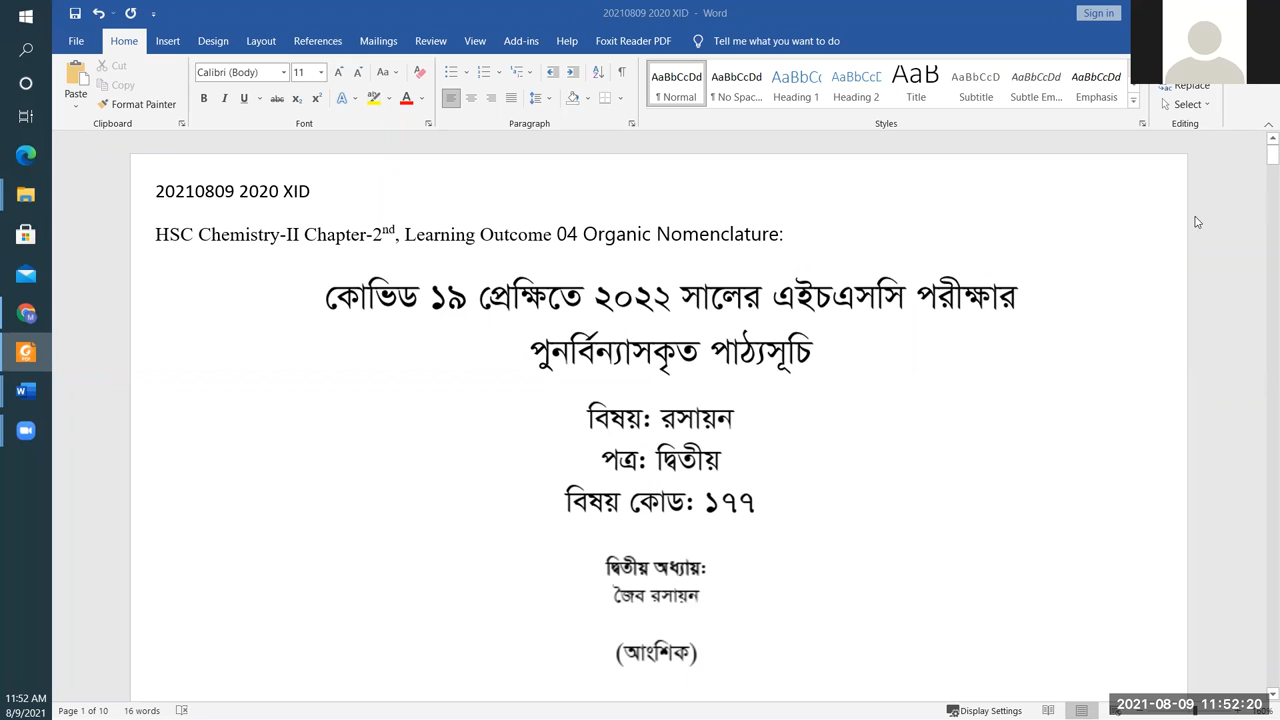 20210809 2020 XID - Word
Sign in
File Home Insert Design Layout References Mailings Review View Add-ins Help Foxit Reader PDF Tell me what you want to do
Paste
Cut
Copy
Format Painter
Calibri (Body) 11
AaBbCcDd AaBbCcDd AaBbC AaBbCcD AaB AaBbCcD AaBbCcDd AaBbCcDd
¶ Normal ¶ No Spac... Heading 1 Heading 2 Title Subtitle Subtle Em... Emphasis
Replace
Select
Clipboard Font Paragraph Styles Editing
20210809 2020 XID
HSC Chemistry-II Chapter-2nd, Learning Outcome 04 Organic Nomenclature:
কোভিড ১৯ প্রেক্ষিতে ২০২২ সালের এইচএসসি পরীক্ষার
পুনর্বিন্যাসকৃত পাঠ্যসূচি
বিষয়: রসায়ন
পত্র: দ্বিতীয়
বিষয় কোড: ১৭৭
দ্বিতীয় অধ্যায়:
জৈব রসায়ন
(আংশিক)
11:52 AM
8/9/2021
Page 1 of 10 16 words
Display Settings
2021-08-09 11:52:20